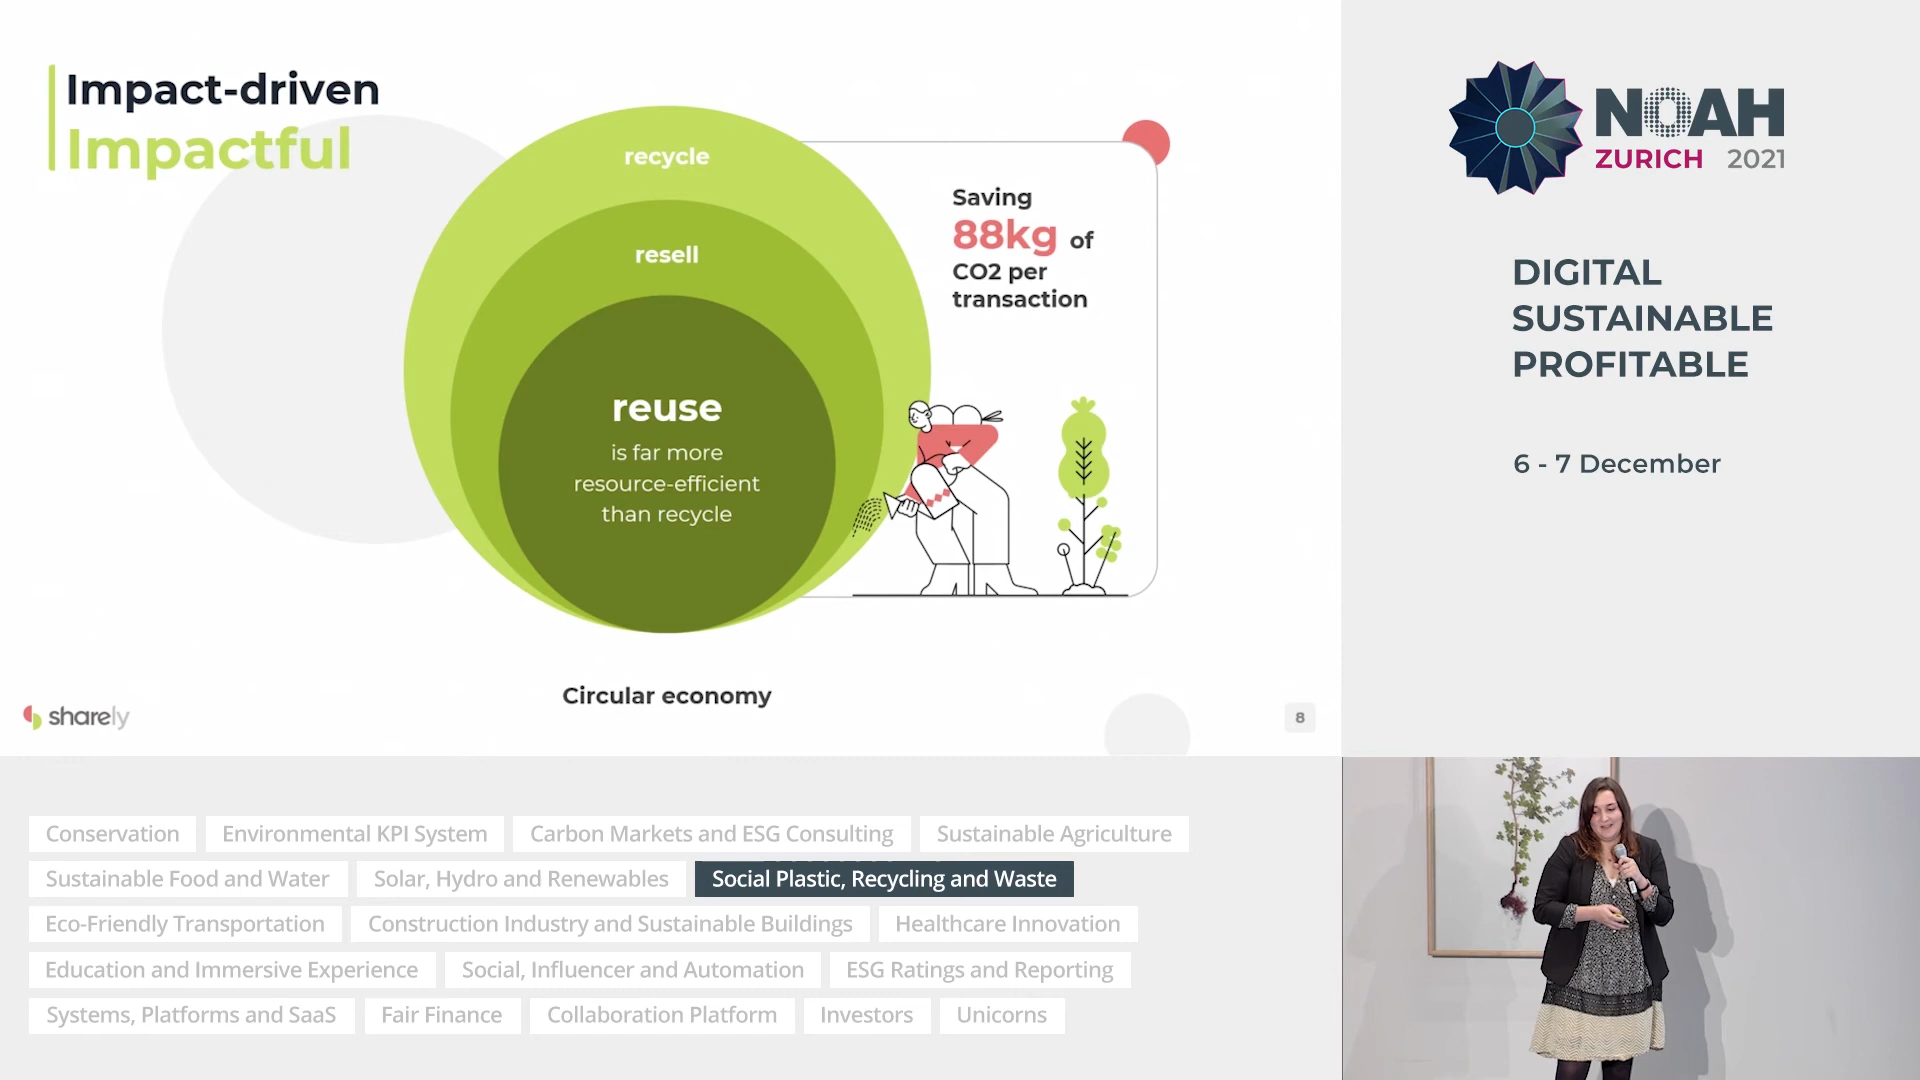 Impact-driven
Impactful
recycle
resell
reuse
is far more
resource-efficient
than recycle
Saving
88kg of
CO2 per
transaction
Circular economy
sharely
8
NOAH
ZURICH 2021
DIGITAL
SUSTAINABLE
PROFITABLE
6 - 7 December
Conservation Environmental KPI System Carbon Markets and ESG Consulting Sustainable Agriculture
Sustainable Food and Water Solar, Hydro and Renewables Social Plastic, Recycling and Waste
Eco-Friendly Transportation Construction Industry and Sustainable Buildings Healthcare Innovation
Education and Immersive Experience Social, Influencer and Automation ESG Ratings and Reporting
Systems, Platforms and SaaS Fair Finance Collaboration Platform Investors Unicorns